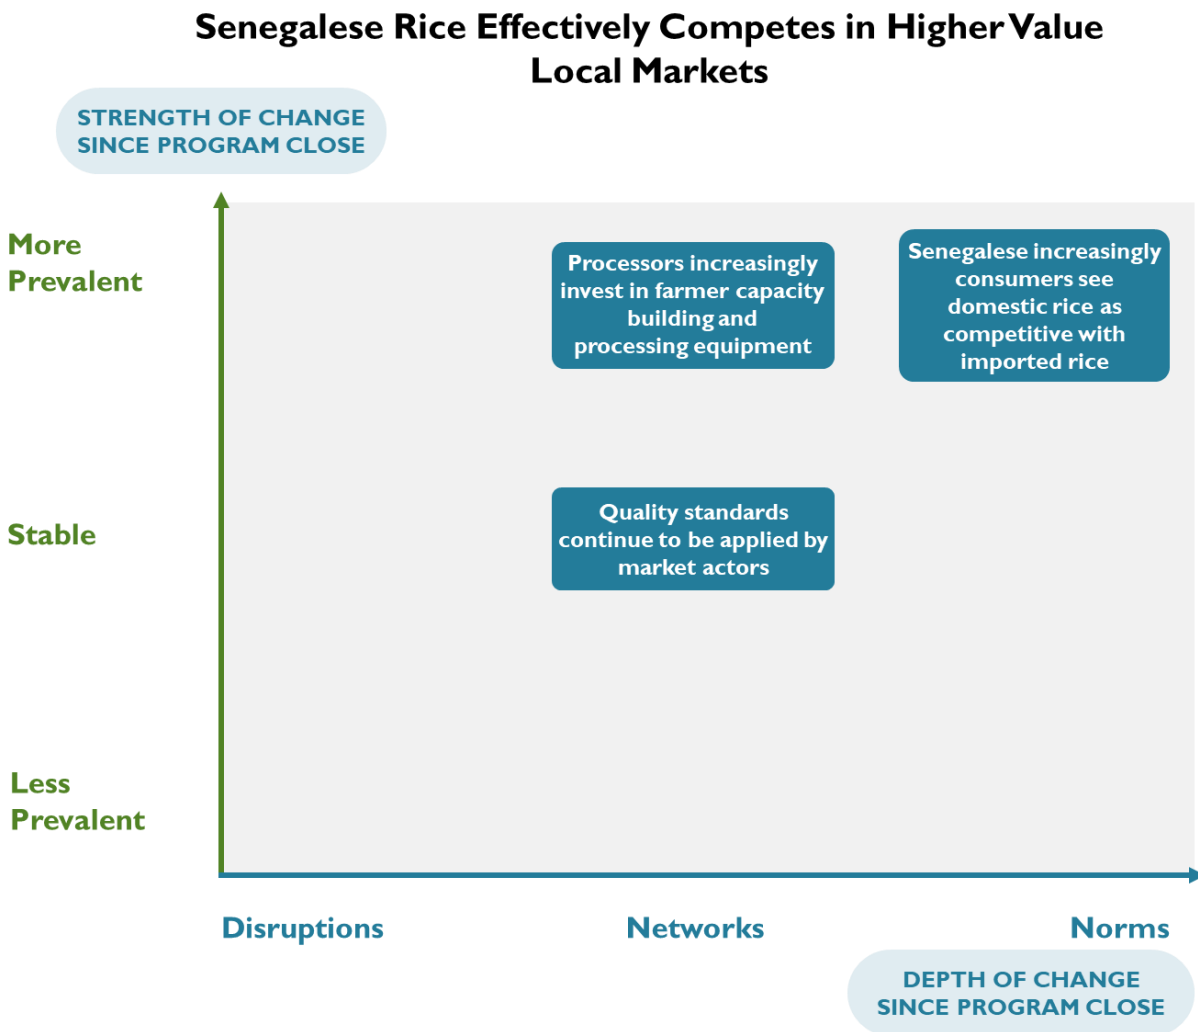 Senegalese Rice Effectively Competes in Higher Value
Local Markets
STRENGTH OF CHANGE
SINCE PROGRAM CLOSE
More
Prevalent
Processors increasingly
invest in farmer capacity
building and
processing equipment
Senegalese increasingly
consumers see
domestic rice as
competitive with
imported rice
Stable
Quality standards
continue to be applied by
market actors
Less
Prevalent
Disruptions
Networks
Norms
DEPTH OF CHANGE
SINCE PROGRAM CLOSE